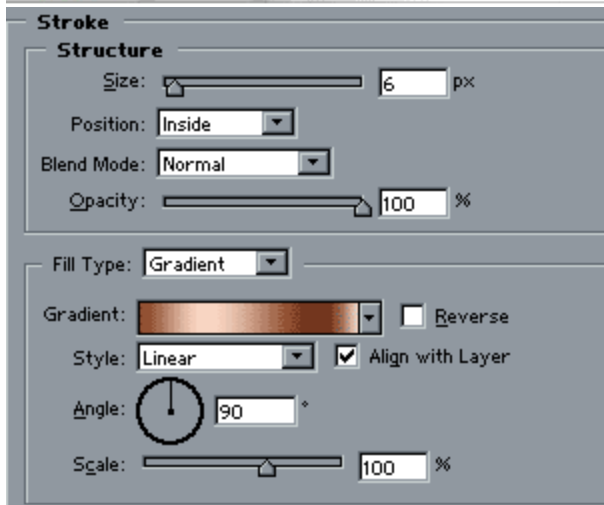 Stroke
Structure
Size: 6 px
Position: Inside
Blend Mode: Normal
Opacity: 100 %
Fill Type: Gradient
Gradient: Reverse
Style: Linear Align with Layer
Angle: 90 °
Scale: 100 %